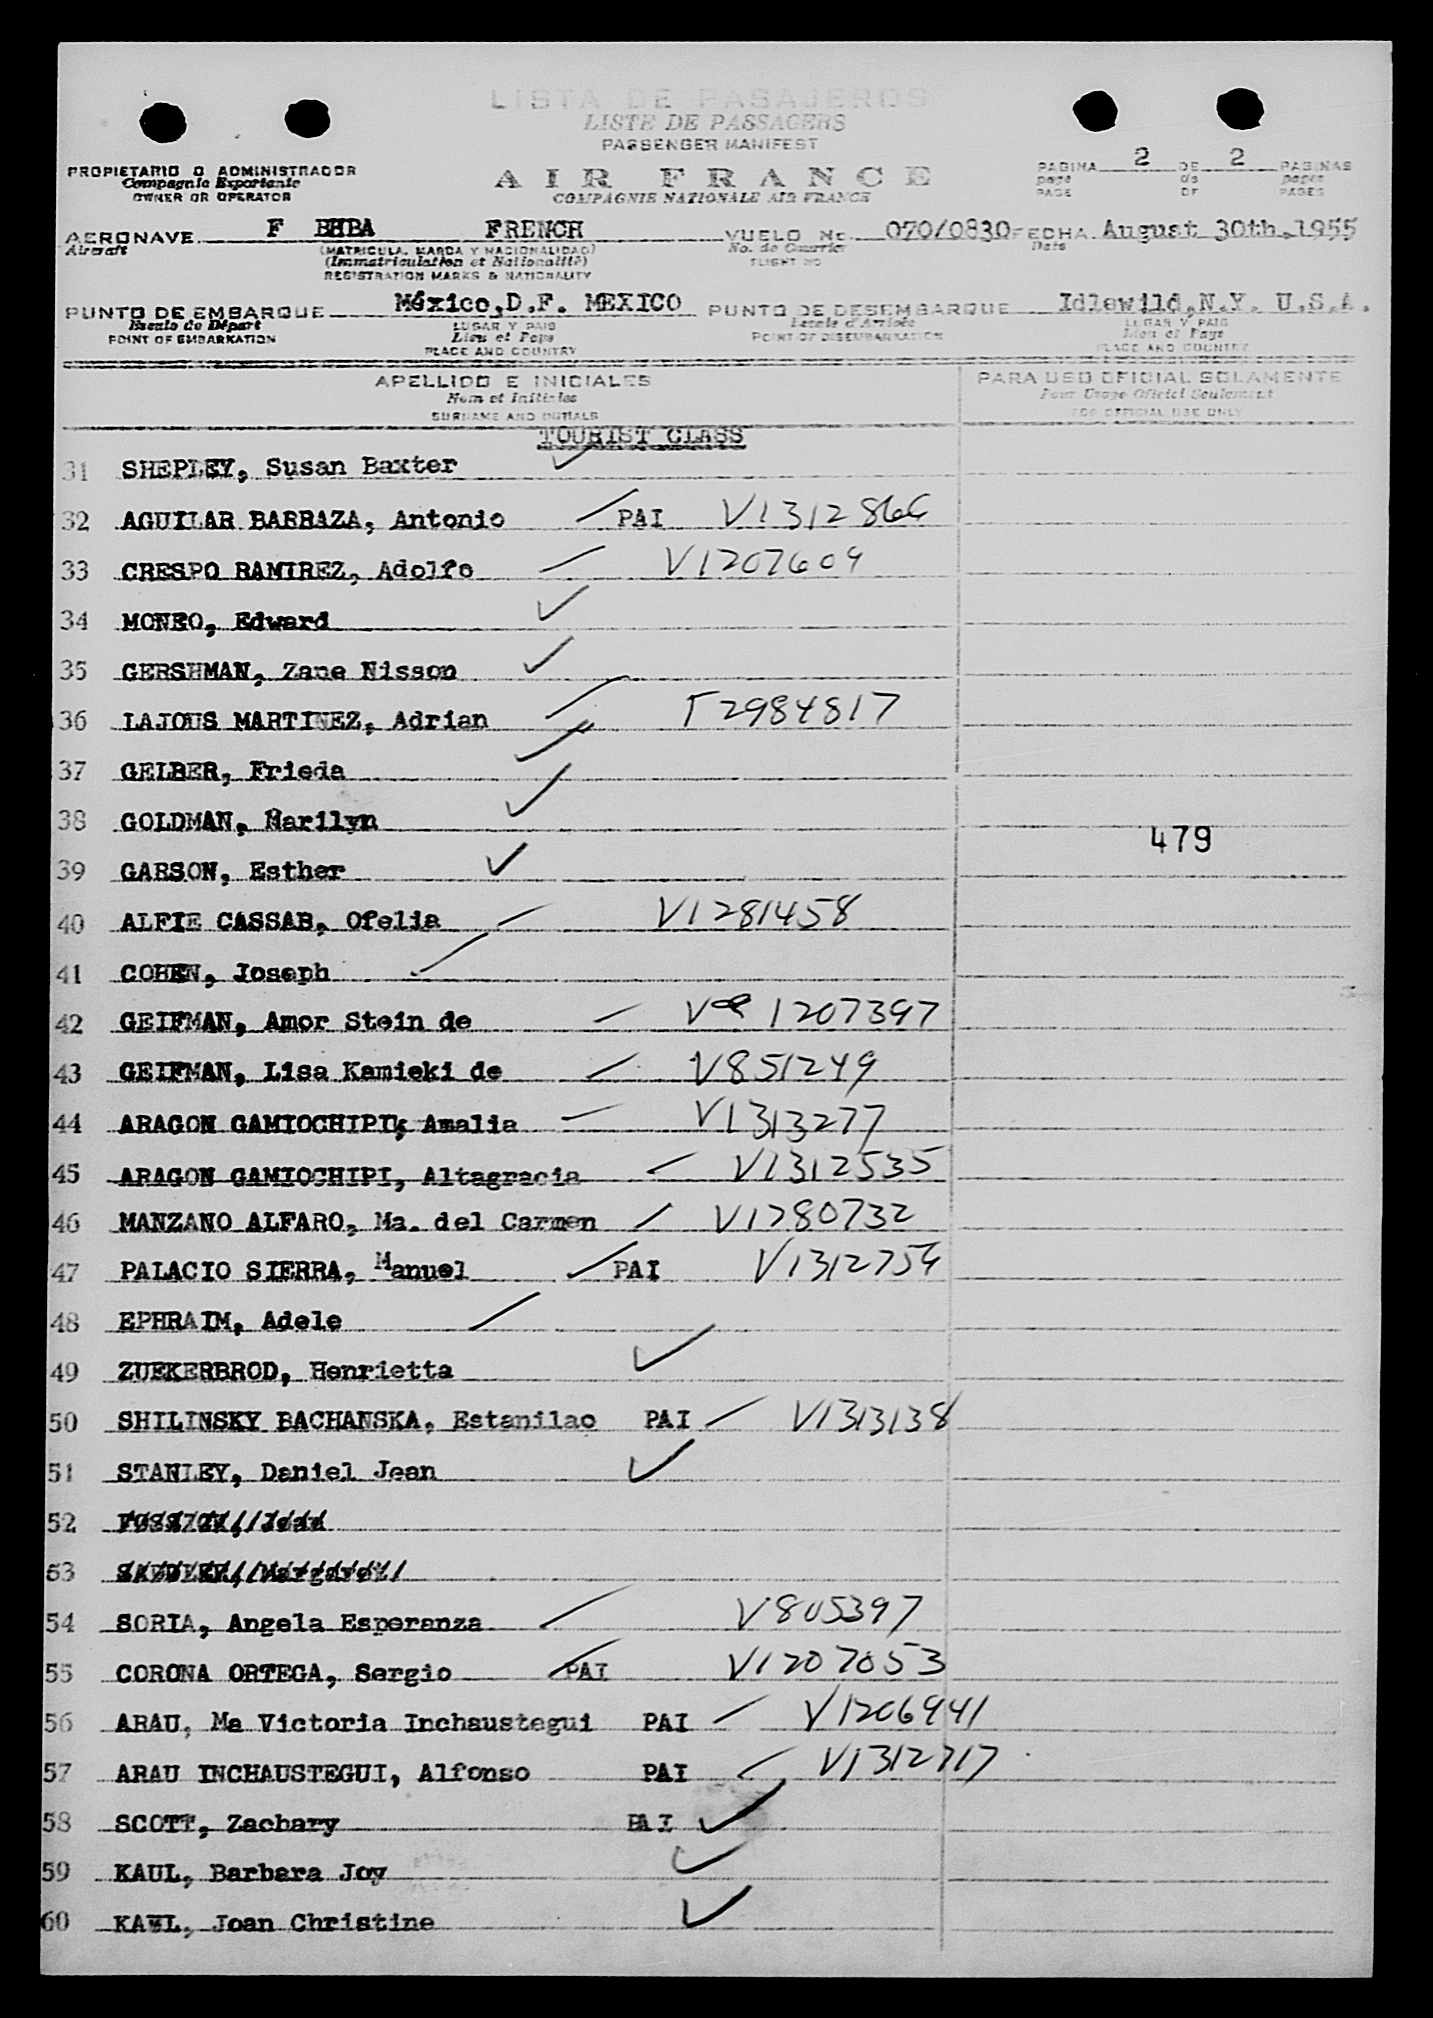 LISTA DE PASAJEROS
LISTE DE PASSAGERS
PASSENGER MANIFEST
PROPIETARIO O ADMINISTRADOR
Compagnie Exportante
OWNER OR OPERATOR
AIR FRANCE
COMPAGNIE NATIONALE AIR FRANCE
PAGINA 2 DE 2 PAGINAS
page de pages
PAGE OF PAGES
AERONAVE F BHBA FRENCH VUELO No. 070/0830 FECHA August 30th.1955
Aircraft (MATRICULA, MARCA Y NACIONALIDAD) No. de Courrier Date
(Immatriculation et Nationalité) FLIGHT NO
REGISTRATION MARKS & NATIONALITY
PUNTO DE EMBARQUE México,D.F. MEXICO PUNTO DE DESEMBARQUE Idlewild,N.Y. U.S.A.
Escale de Départ LUGAR Y PAIS Escale d'Arrivée LUGAR Y PAIS
POINT OF EMBARKATION Lieu et Pays POINT OF DISEMBARKATION Lieu et Pays
PLACE AND COUNTRY PLACE AND COUNTRY
APELLIDO E INICIALES PARA USO OFICIAL SOLAMENTE
Nom et Initiales Pour Usage Officiel Seulement
SURNAME AND INITIALS FOR OFFICIAL USE ONLY
TOURIST CLASS
31 SHEPLEY, Susan Baxter
32 AGUILAR BARRAZA, Antonio PAI V1312866
33 CRESPO RAMIREZ, Adolfo V1207609
34 MONEO, Edward
35 GERSHMAN, Zane Nisson
36 LAJOUS MARTINEZ, Adrian T2984817
37 GELBER, Frieda
38 GOLDMAN, Marilyn
479
39 GARSON, Esther
40 ALFIE CASSAB, Ofelia V1281458
41 COHEN, Joseph
42 GEIFMAN, Amor Stein de V 1207397
43 GEIFMAN, Lisa Kamieki de V851249
44 ARAGON GAMIOCHIPI, Amalia V1313277
45 ARAGON GAMIOCHIPI, Altagracia V1312535
46 MANZANO ALFARO, Ma. del Carmen V1280732
47 PALACIO SIERRA, Manuel PAI V1312754
48 EPHRAIM, Adele
49 ZUEKERBROD, Henrietta
50 SHILINSKY BACHANSKA, Estanilao PAI V1313138
51 STANLEY, Daniel Jean
52
53
54 SORIA, Angela Esperanza V805397
55 CORONA ORTEGA, Sergio PAI V1207053
56 ARAU, Ma Victoria Inchaustegui PAI V1206941
57 ARAU INCHAUSTEGUI, Alfonso PAI V1312717
58 SCOTT, Zachary PAI
59 KAUL, Barbara Joy
60 KAUL, Joan Christine